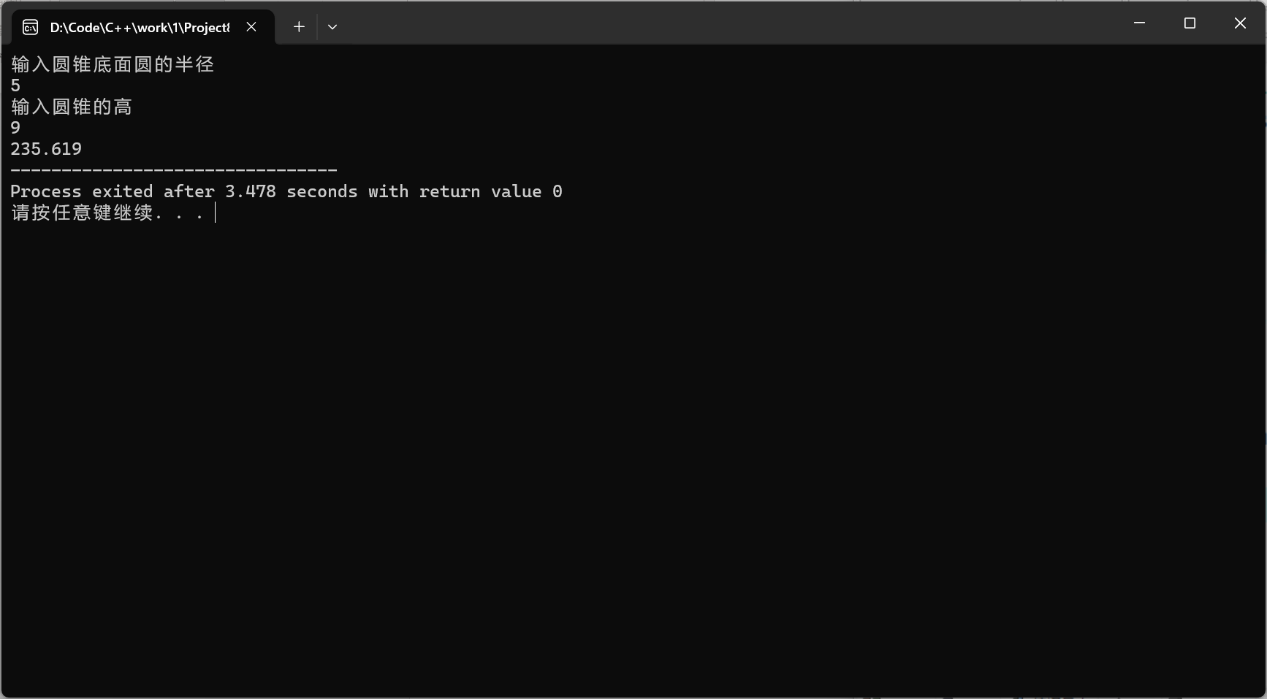 D:\Code\C++\work\1\Project
输入圆锥底面圆的半径
5
输入圆锥的高
9
235.619
--------------------------------
Process exited after 3.478 seconds with return value 0
请按任意键继续. . .